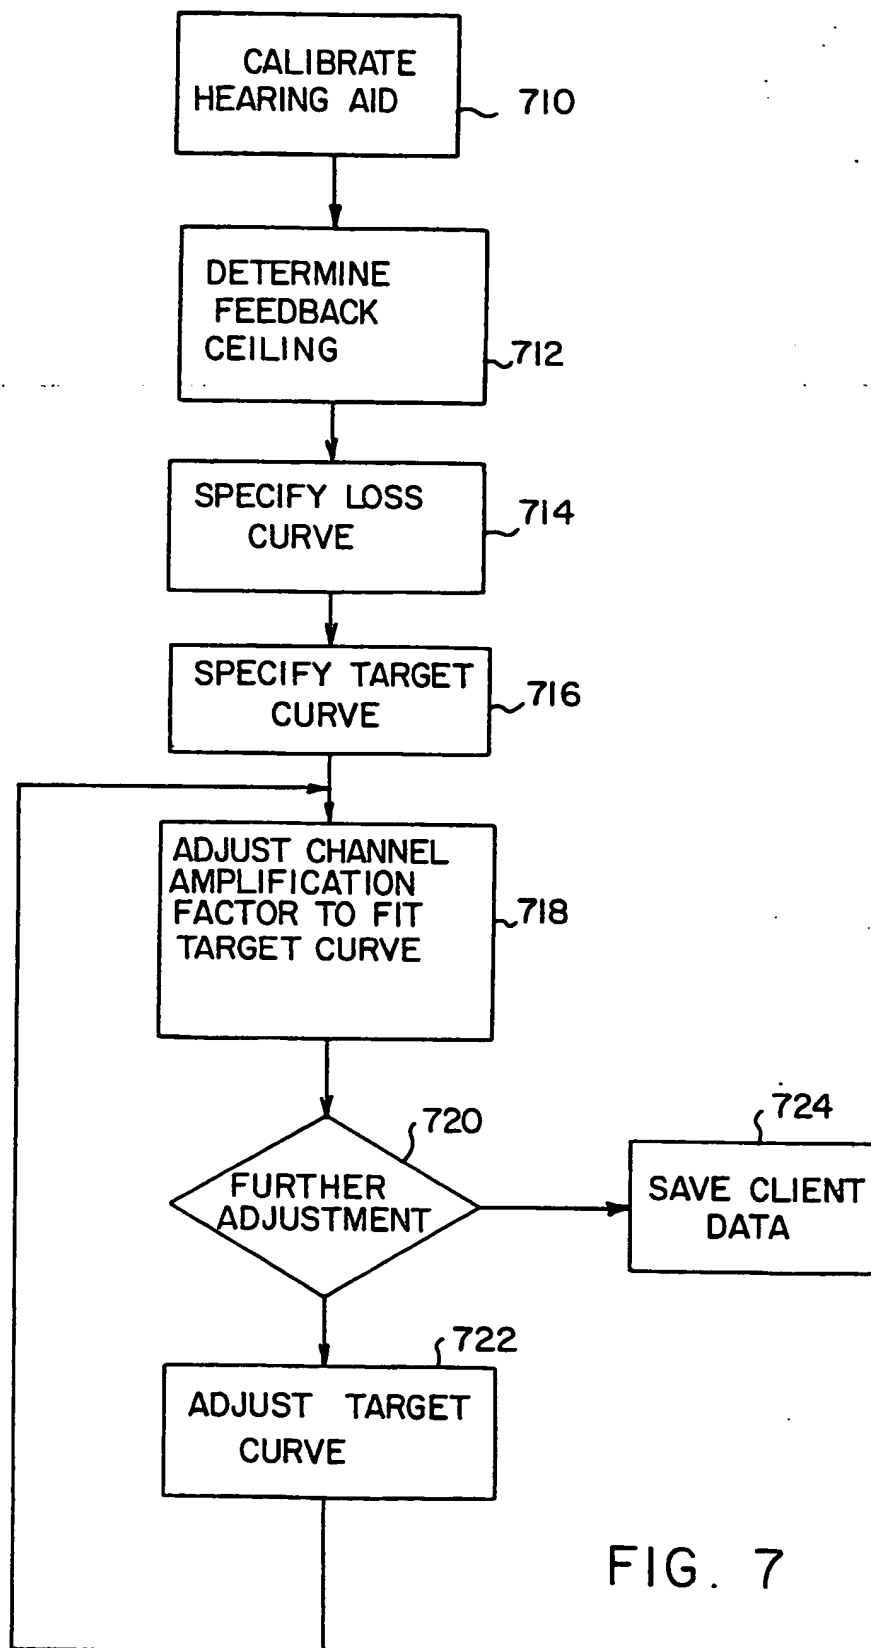 CALIBRATE
HEARING AID
710
DETERMINE
FEEDBACK
CEILING
712
SPECIFY LOSS
CURVE
714
SPECIFY TARGET
CURVE
716
ADJUST CHANNEL
AMPLIFICATION
FACTOR TO FIT
TARGET CURVE
718
720
FURTHER
ADJUSTMENT
724
SAVE CLIENT
DATA
722
ADJUST TARGET
CURVE
FIG. 7